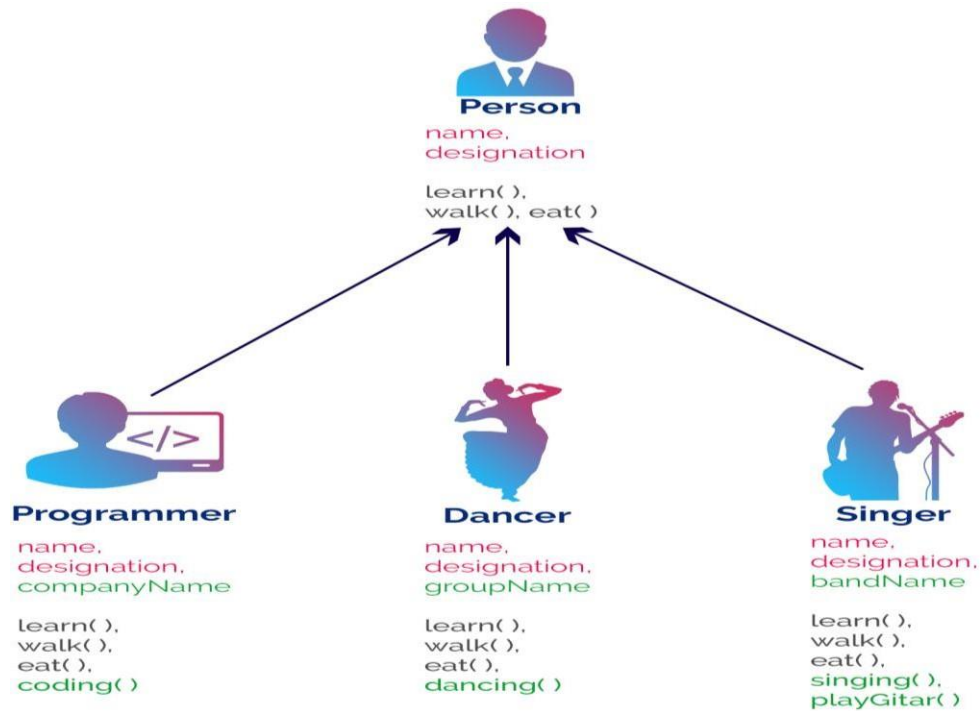 Person
name,
designation
learn( ),
walk( ), eat( )
</>
Programmer
name,
designation,
companyName
learn( ),
walk( ),
eat( ),
coding( )
Dancer
name,
designation,
groupName
learn( ),
walk( ),
eat( ),
dancing( )
Singer
name,
designation,
bandName
learn( ),
walk( ),
eat( ),
singing( ),
playGitar( )